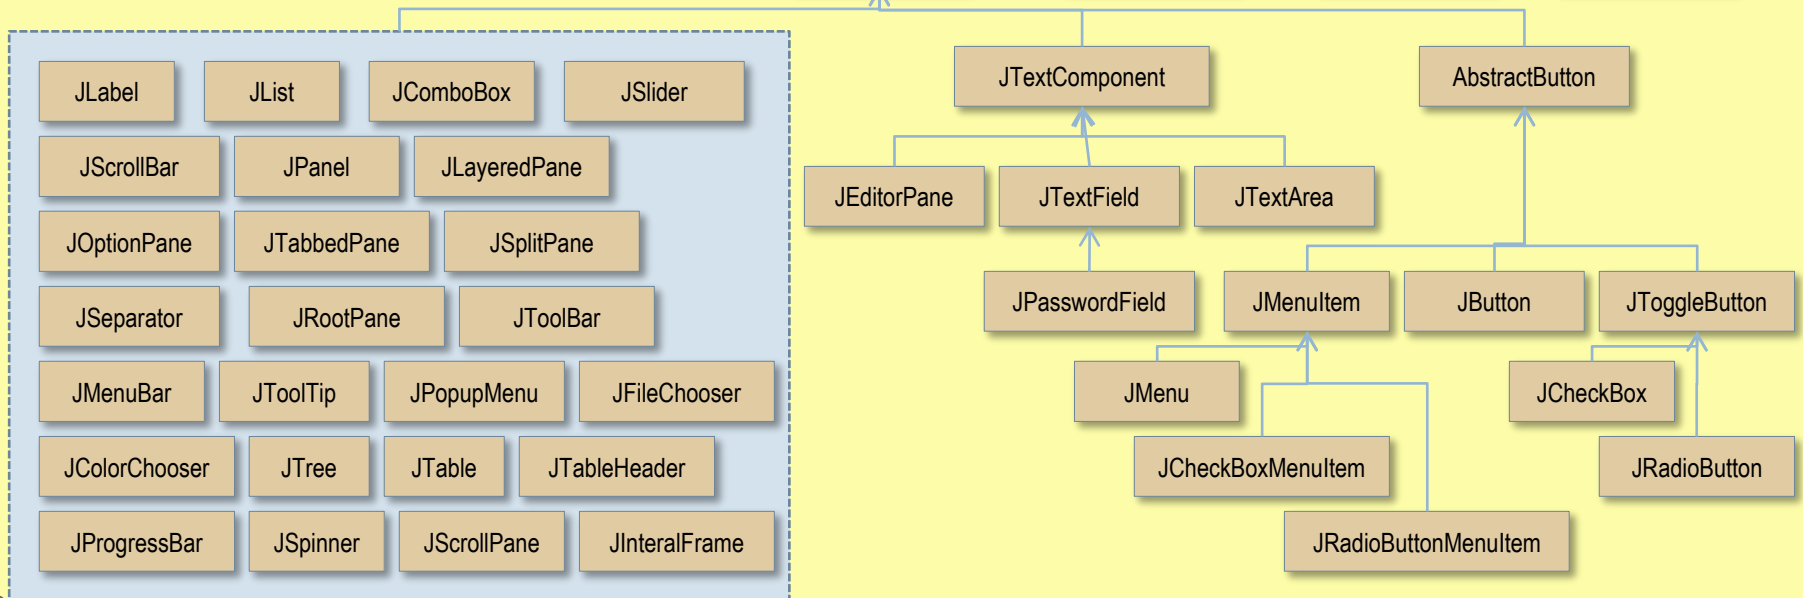 JLabel JList JComboBox JSlider
JScrollBar JPanel JLayeredPane
JOptionPane JTabbedPane JSplitPane
JSeparator JRootPane JToolBar
JMenuBar JToolTip JPopupMenu JFileChooser
JColorChooser JTree JTable JTableHeader
JProgressBar JSpinner JScrollPane JInteralFrame
JTextComponent AbstractButton
JEditorPane JTextField JTextArea
JPasswordField JMenuItem JButton JToggleButton
JMenu JCheckBox
JCheckBoxMenuItem JRadioButton
JRadioButtonMenuItem